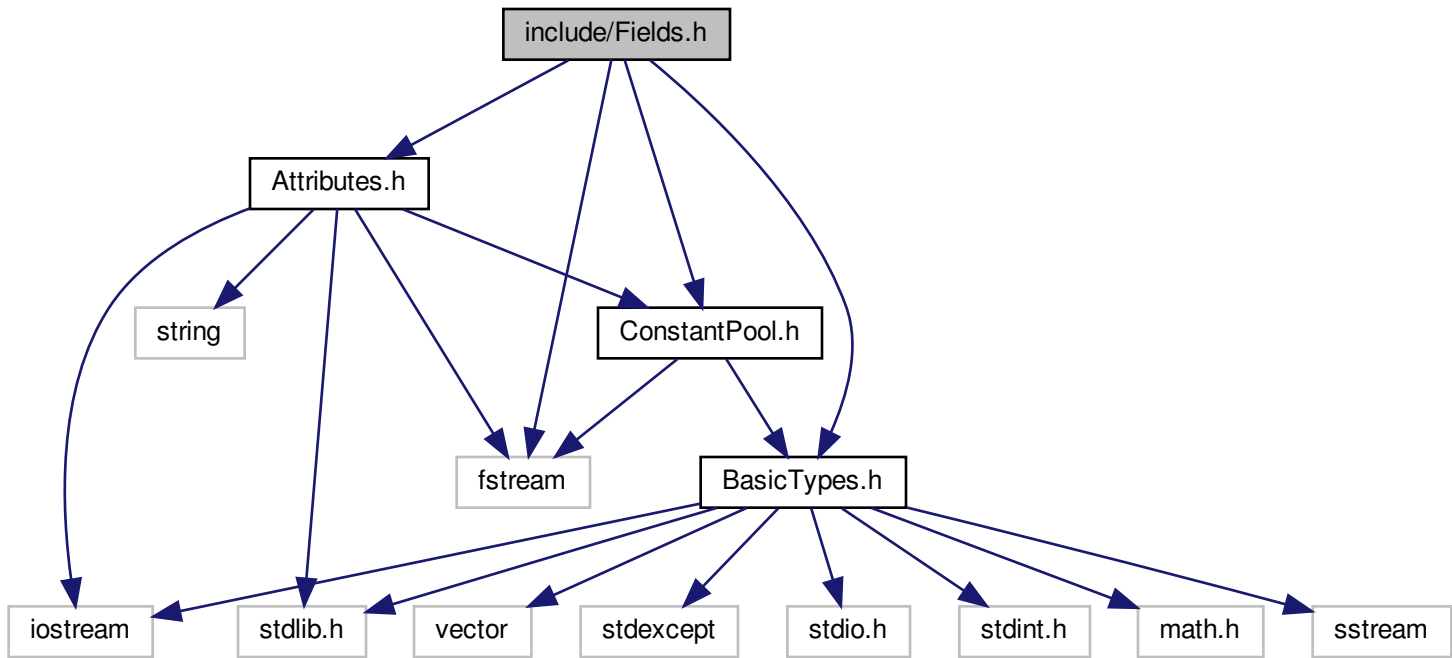 include/Fields.h
Attributes.h
string
ConstantPool.h
fstream
BasicTypes.h
iostream
stdlib.h
vector
stdexcept
stdio.h
stdint.h
math.h
sstream